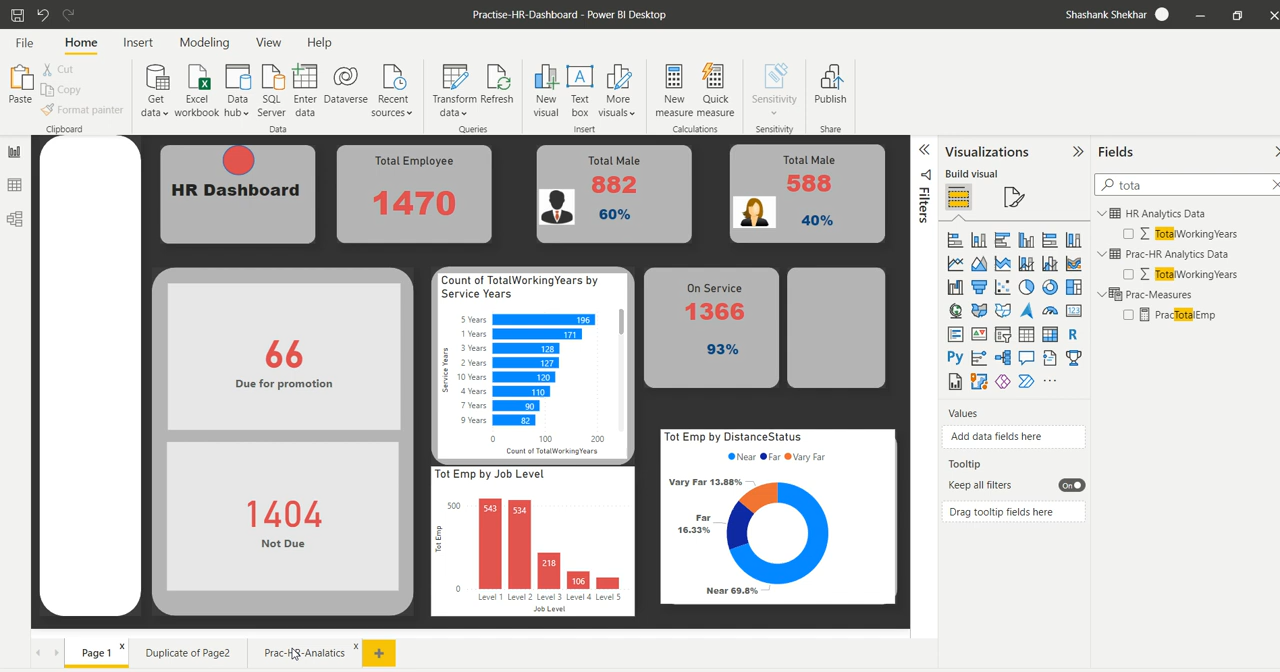 Practise-HR-Dashboard - Power BI Desktop
Shashank Shekhar
File Home Insert Modeling View Help
Paste
Cut
Copy
Format painter
Clipboard
Get data
Excel workbook
Data hub
SQL Server
Enter data
Dataverse
Recent sources
Data
Transform data
Refresh
Queries
New visual
Text box
More visuals
Insert
New measure
Quick measure
Calculations
Sensitivity
Sensitivity
Publish
Share
HR Dashboard
Total Employee
1470
Total Male
882
60%
Total Male
588
40%
66
Due for promotion
1404
Not Due
Count of TotalWorkingYears by
Service Years
Service Years
5 Years 196
1 Years 171
3 Years 128
2 Years 127
10 Years 120
4 Years 110
7 Years 90
9 Years 82
0 100 200
Count of TotalWorkingYears
On Service
1366
93%
Tot Emp by Job Level
Tot Emp
500
0
543
534
218
106
Level 1 Level 2 Level 3 Level 4 Level 5
Job Level
Tot Emp by DistanceStatus
Near Far Vary Far
Vary Far 13.88%
Far
16.33%
Near 69.8%
Filters
Visualizations
Build visual
R
Py
123
Values
Add data fields here
Tooltip
Keep all filters
On
Drag tooltip fields here
Fields
tota
HR Analytics Data
TotalWorkingYears
Prac-HR Analytics Data
TotalWorkingYears
Prac-Measures
PracTotalEmp
Page 1
Duplicate of Page2
Prac-HR-Analatics